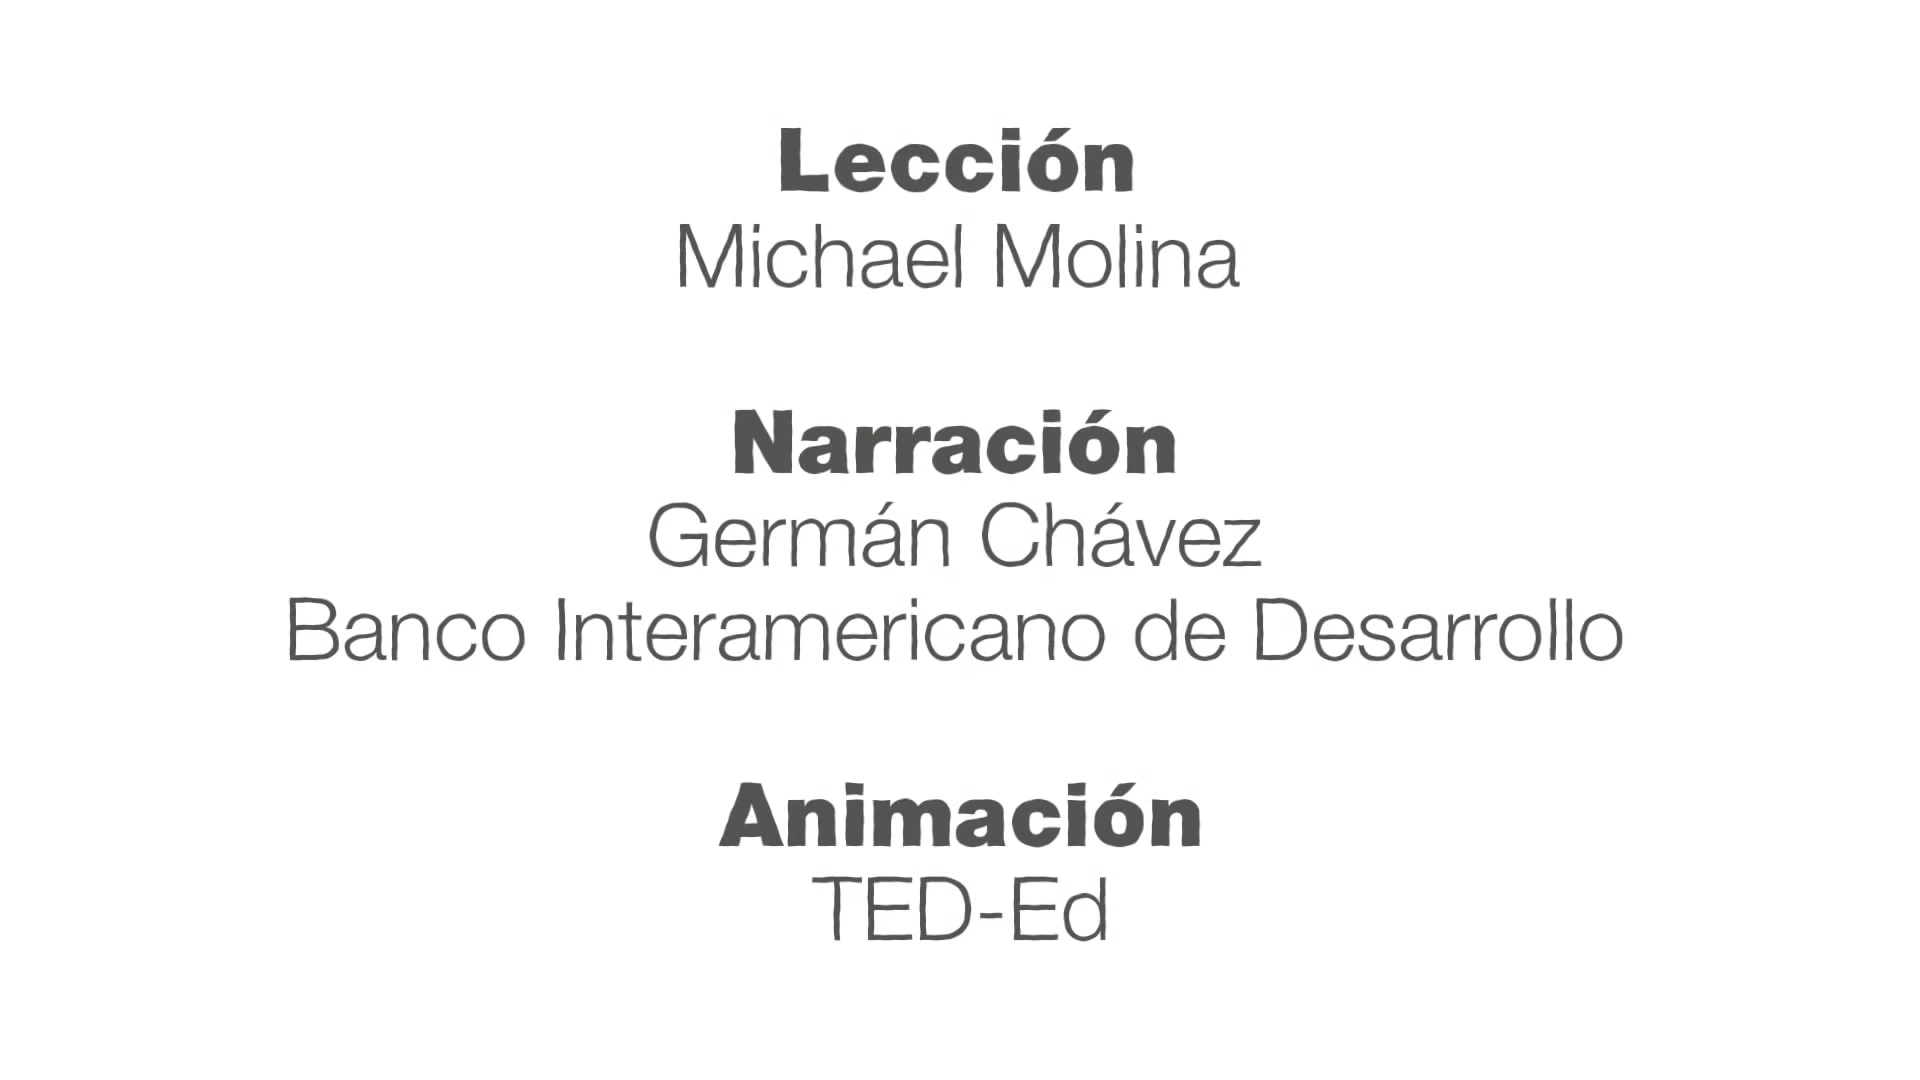 Lección
Michael Molina
Narración
Germán Chávez
Banco Interamericano de Desarrollo
Animación
TED-Ed